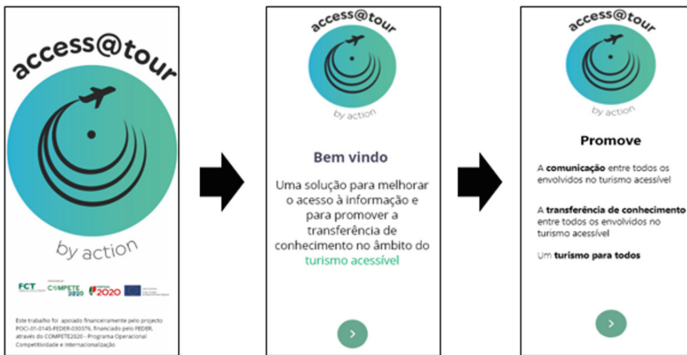 access@tour
by action
FCT
COMPETE
2020
2020
Este trabalho foi apoiado financeiramente pelo projecto
POCI-01-0145-FEDER-030376, financiado pelo FEDER,
através do COMPETE2020 - Programa Operacional
Competitividade e Internacionalização
access@tour
by action
Bem vindo
Uma solução para melhorar
o acesso à informação e
para promover a
transferência de
conhecimento no âmbito do
turismo acessível
access@tour
by action
Promove
A comunicação entre todos os
envolvidos no turismo acessível
A transferência de conhecimento
entre todos os envolvidos no
turismo acessível
Um turismo para todos